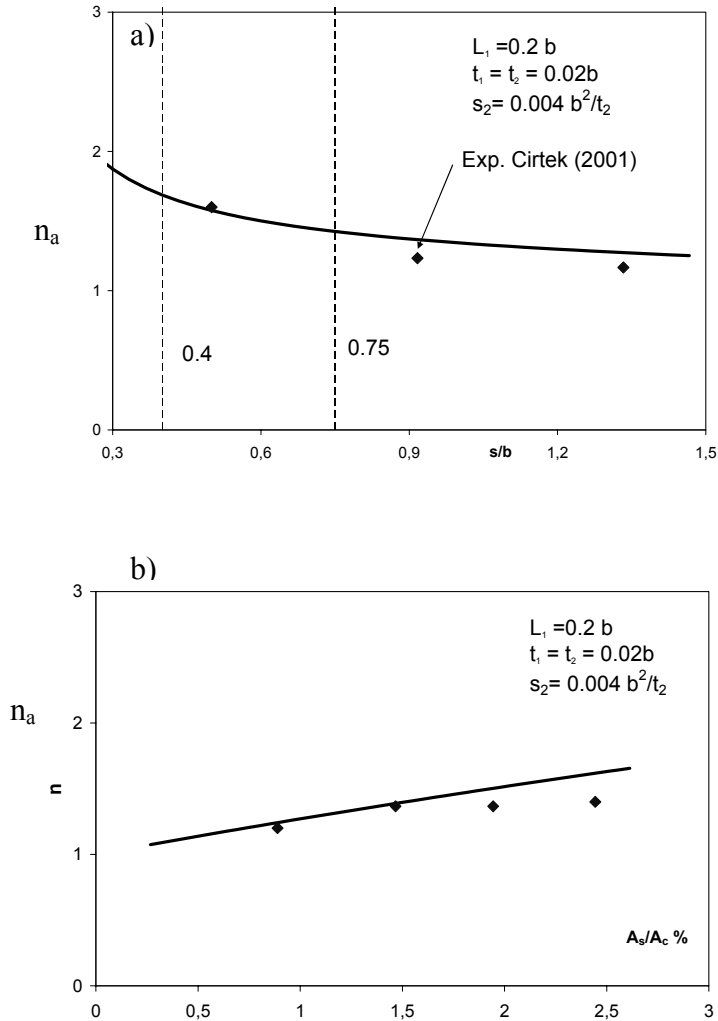 3
a)
L₁ =0.2 b
t₁ = t₂ = 0.02b
s₂= 0.004 b²/t₂
2
Exp. Cirtek (2001)
nₐ
1
0.4
0.75
0
0,3
0,6
0,9
s/b
1,2
1,5
b)
3
L₁ =0.2 b
t₁ = t₂ = 0.02b
s₂= 0.004 b²/t₂
nₐ
2
n
1
Aₛ/A꜀ %
0
0
0,5
1
1,5
2
2,5
3